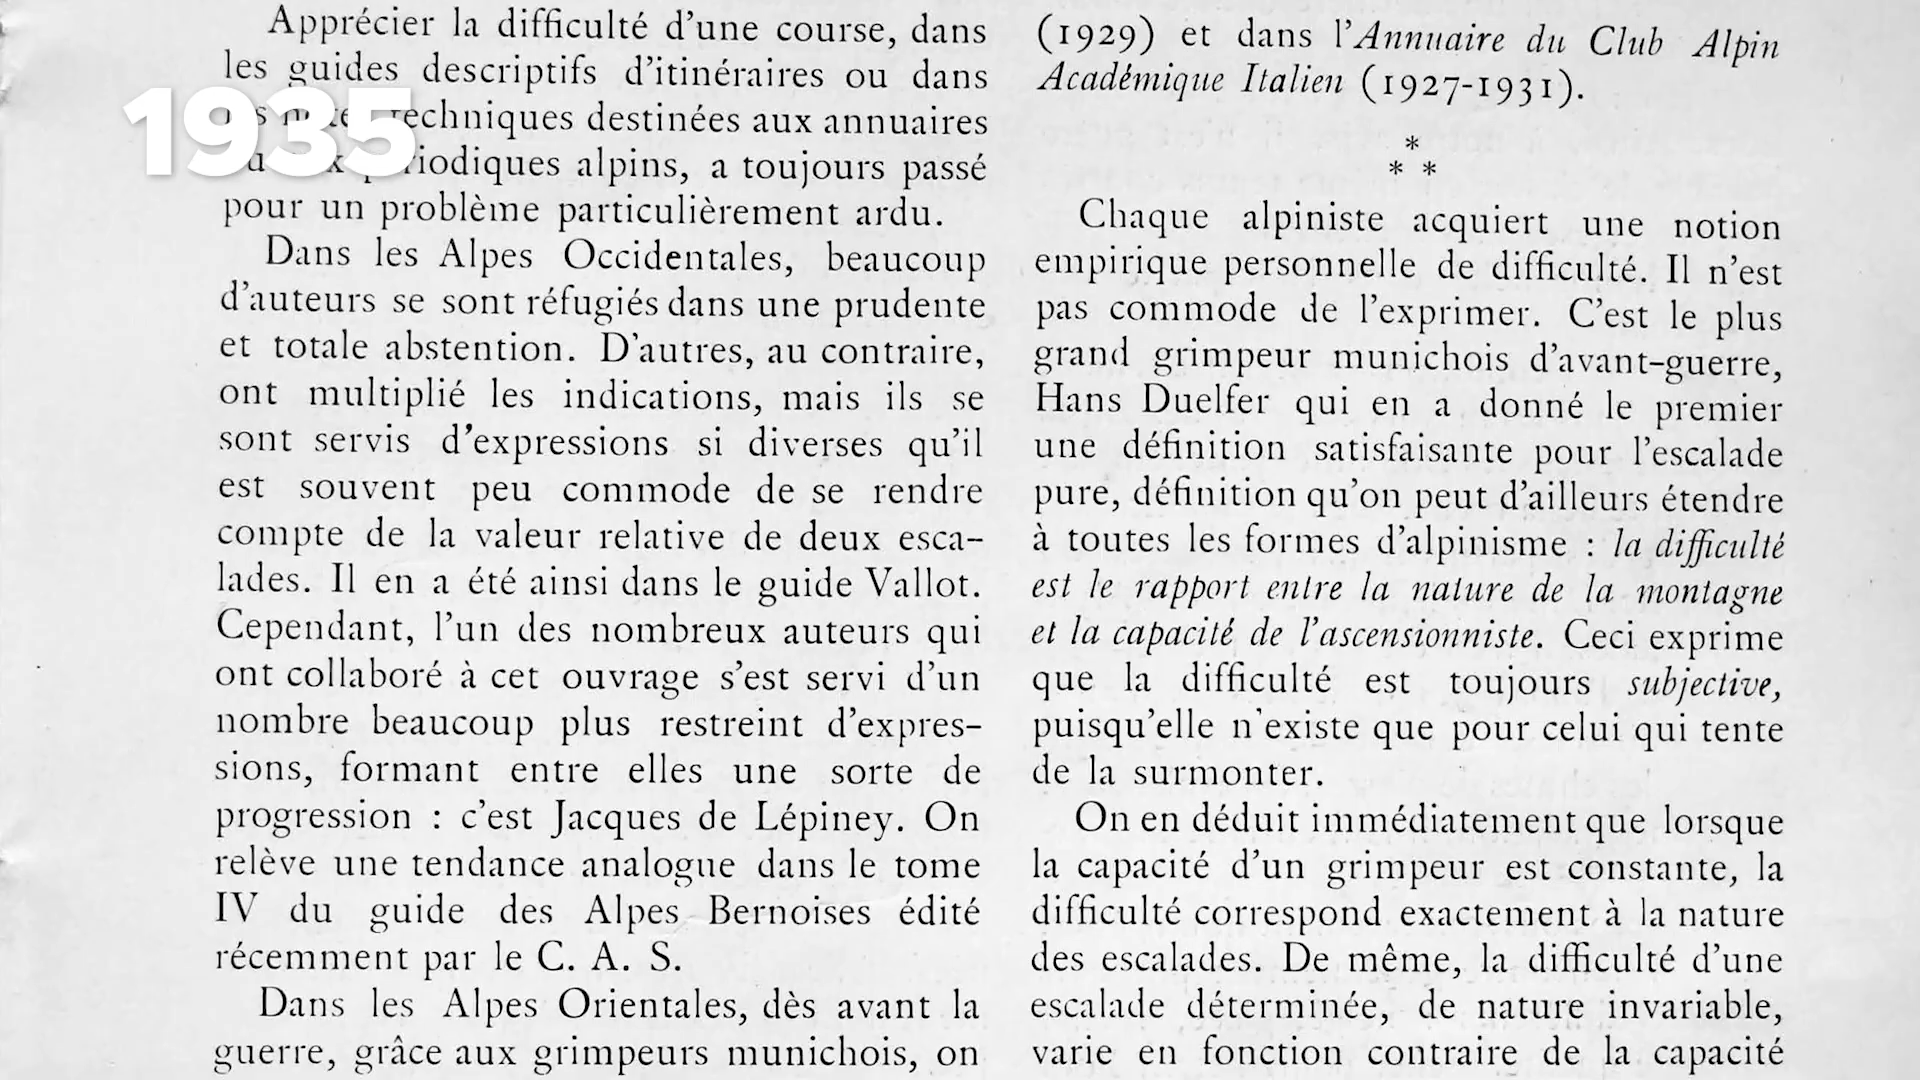 1935
Apprécier la difficulté d'une course, dans
les guides descriptifs d'itinéraires ou dans
techniques destinées aux annuaires
alpins, a toujours passé
pour un problème particulièrement ardu.
Dans les Alpes Occidentales, beaucoup
d'auteurs se sont réfugiés dans une prudente
et totale abstention. D'autres, au contraire,
ont multiplié les indications, mais ils se
sont servis d'expressions si diverses qu'il
est souvent peu commode de se rendre
compte de la valeur relative de deux esca-
lades. Il en a été ainsi dans le guide Vallot.
Cependant, l'un des nombreux auteurs qui
ont collaboré à cet ouvrage s'est servi d'un
nombre beaucoup plus restreint d'expres-
sions, formant entre elles une sorte de
progression : c'est Jacques de Lépiney. On
relève une tendance analogue dans le tome
IV du guide des Alpes Bernoises édité
récemment par le C. A. S.
Dans les Alpes Orientales, dès avant la
guerre, grâce aux grimpeurs munichois, on
(1929) et dans l'Annuaire du Club Alpin
Académique Italien (1927-1931).
*
* *
Chaque alpiniste acquiert une notion
empirique personnelle de difficulté. Il n'est
pas commode de l'exprimer. C'est le plus
grand grimpeur munichois d'avant-guerre,
Hans Duelfer qui en a donné le premier
une définition satisfaisante pour l'escalade
pure, définition qu'on peut d'ailleurs étendre
à toutes les formes d'alpinisme : la difficulté
est le rapport entre la nature de la montagne
et la capacité de l'ascensionniste. Ceci exprime
que la difficulté est toujours subjective,
puisqu'elle n'existe que pour celui qui tente
de la surmonter.
On en déduit immédiatement que lorsque
la capacité d'un grimpeur est constante, la
difficulté correspond exactement à la nature
des escalades. De même, la difficulté d'une
escalade déterminée, de nature invariable,
varie en fonction contraire de la capacité